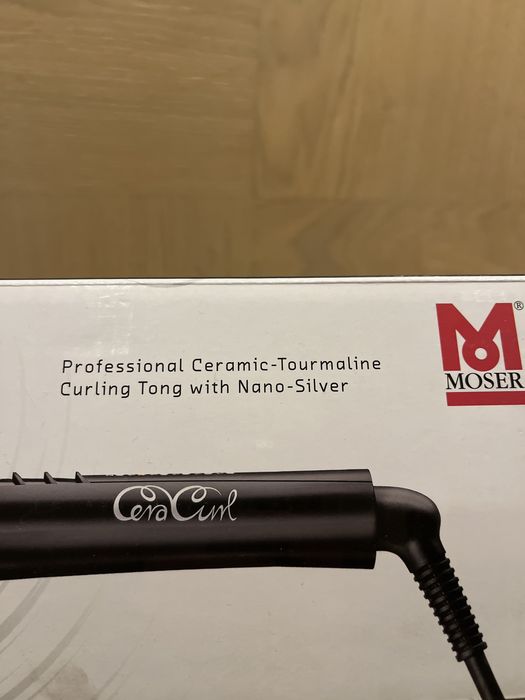 Professional Ceramic-Tourmaline
Curling Tong with Nano-Silver
M®
MOSER
CeraCurl